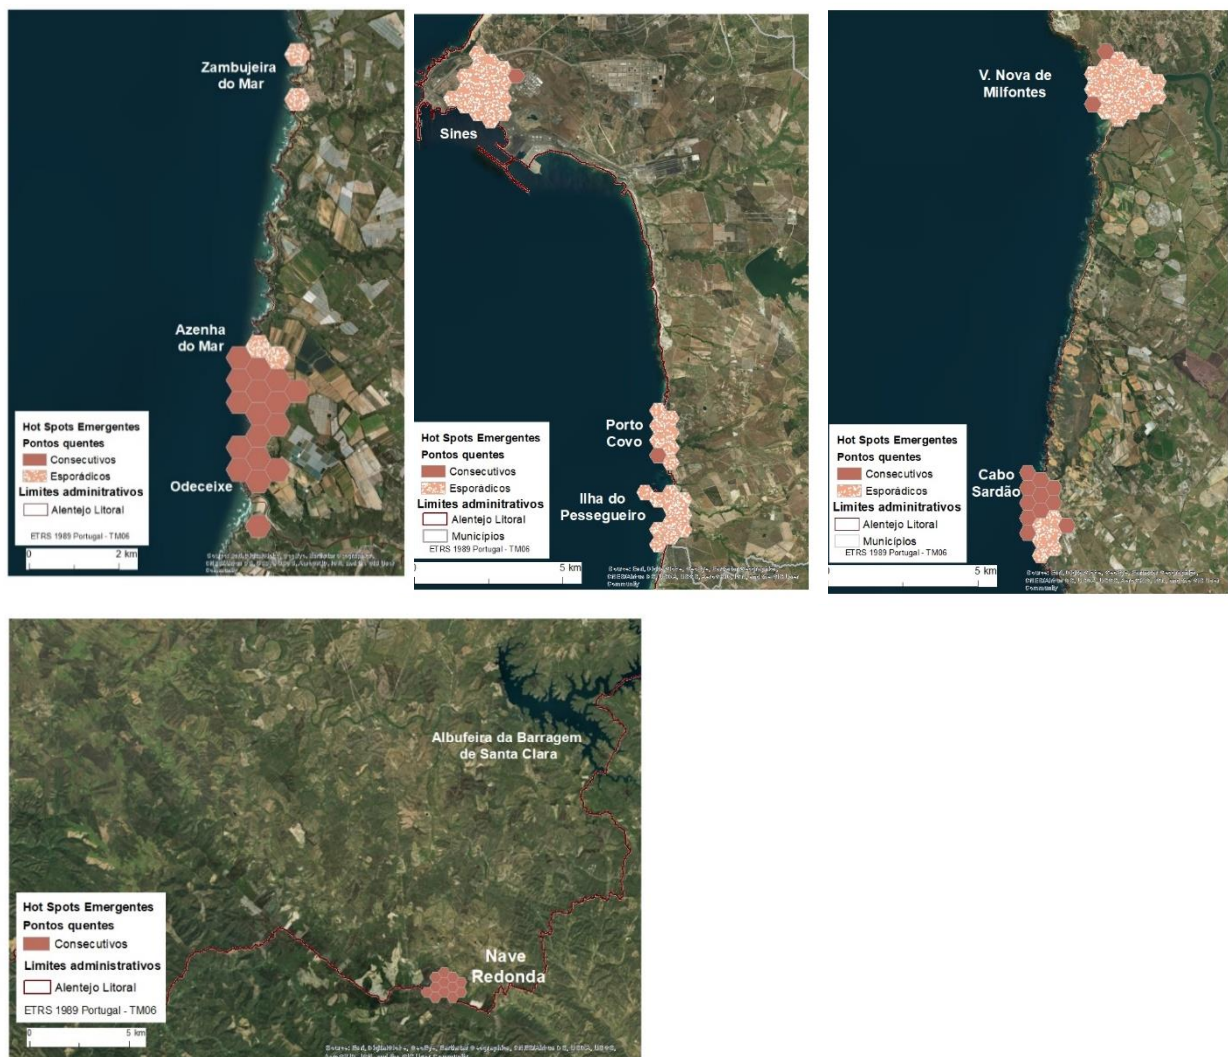 Zambujeira
do Mar
Azenha
do Mar
Odeceixe
Hot Spots Emergentes
Pontos quentes
Consecutivos
Esporádicos
Limites adminitrativos
Alentejo Litoral
ETRS 1989 Portugal - TM06
0 2 km
Sines
Porto
Covo
Ilha do
Pessegueiro
Hot Spots Emergentes
Pontos quentes
Consecutivos
Esporádicos
Limites adminitrativos
Alentejo Litoral
Municípios
ETRS 1989 Portugal - TM06
5 km
V. Nova de
Milfontes
Cabo
Sardão
Hot Spots Emergentes
Pontos quentes
Consecutivos
Esporádicos
Limites adminitrativos
Alentejo Litoral
Municípios
ETRS 1989 Portugal - TM06
5 km
Albufeira da Barragem
de Santa Clara
Nave
Redonda
Hot Spots Emergentes
Pontos quentes
Consecutivos
Limites administrativos
Alentejo Litoral
ETRS 1989 Portugal - TM06
0 5 km